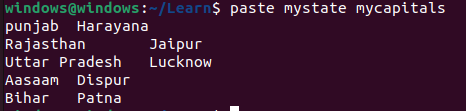 windows@windows:~/Learn$ paste mystate mycapitals
punjab Harayana
Rajasthan Jaipur
Uttar Pradesh Lucknow
Aasaam Dispur
Bihar Patna